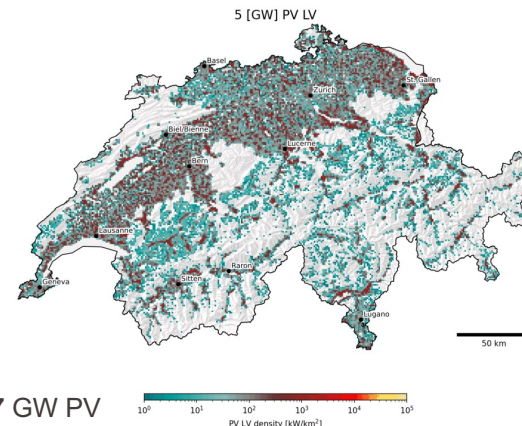 5 [GW] PV LV
Basel
St. Gallen
Zurich
Biel/Bienne
Lucerne
Bern
Lausanne
Raron
Sitten
Geneva
Lugano
50 km
7 GW PV
10⁰ 10¹ 10² 10³ 10⁴ 10⁵
PV LV density [kW/km²]